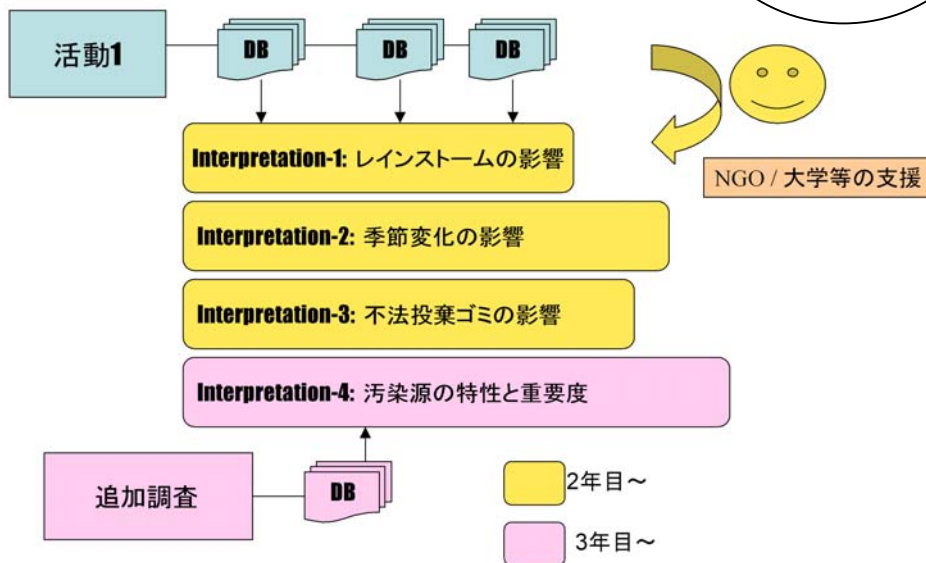 活動1
DB
DB
DB
Interpretation-1: レインストームの影響
NGO / 大学等の支援
Interpretation-2: 季節変化の影響
Interpretation-3: 不法投棄ゴミの影響
Interpretation-4: 汚染源の特性と重要度
追加調査
DB
2年目～
3年目～